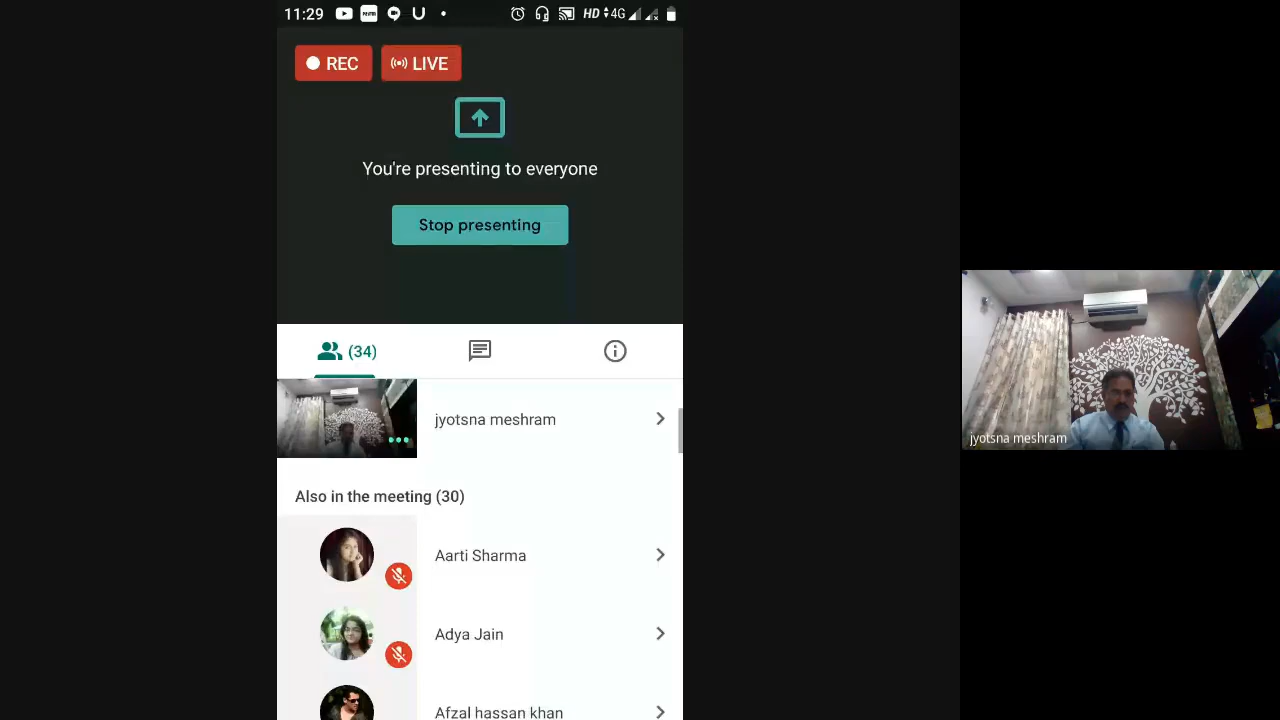 11:29
HD 4G
REC
LIVE
You're presenting to everyone
Stop presenting
(34)
jyotsna meshram
Also in the meeting (30)
Aarti Sharma
Adya Jain
Afzal hassan khan
jyotsna meshram